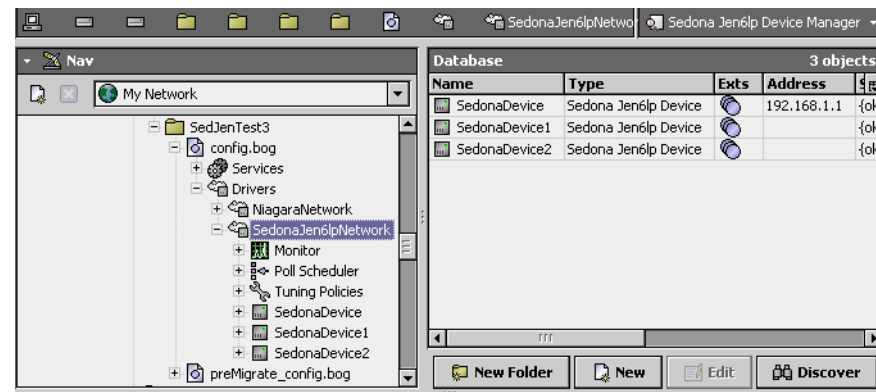 SedonaJen6lpNetwo
Sedona Jen6lp Device Manager
Nav
My Network
SedJenTest3
config.bog
Services
Drivers
NiagaraNetwork
SedonaJen6lpNetwork
Monitor
Poll Scheduler
Tuning Policies
SedonaDevice
SedonaDevice1
SedonaDevice2
preMigrate_config.bog
Database 3 objects
Name Type Exts Address
SedonaDevice Sedona Jen6lp Device 192.168.1.1 {ok
SedonaDevice1 Sedona Jen6lp Device {ok
SedonaDevice2 Sedona Jen6lp Device {ok
New Folder New Edit Discover